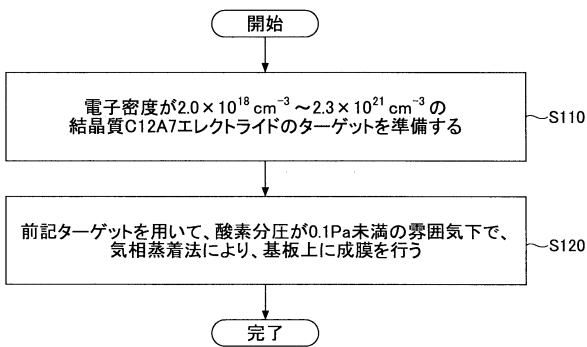 開始
電子密度が2.0×10¹⁸cm⁻³～2.3×10²¹cm⁻³の
結晶質C12A7エレクトライドのターゲットを準備する
S110
前記ターゲットを用いて、酸素分圧が0.1Pa未満の雰囲気下で、
気相蒸着法により、基板上に成膜を行う
S120
完了